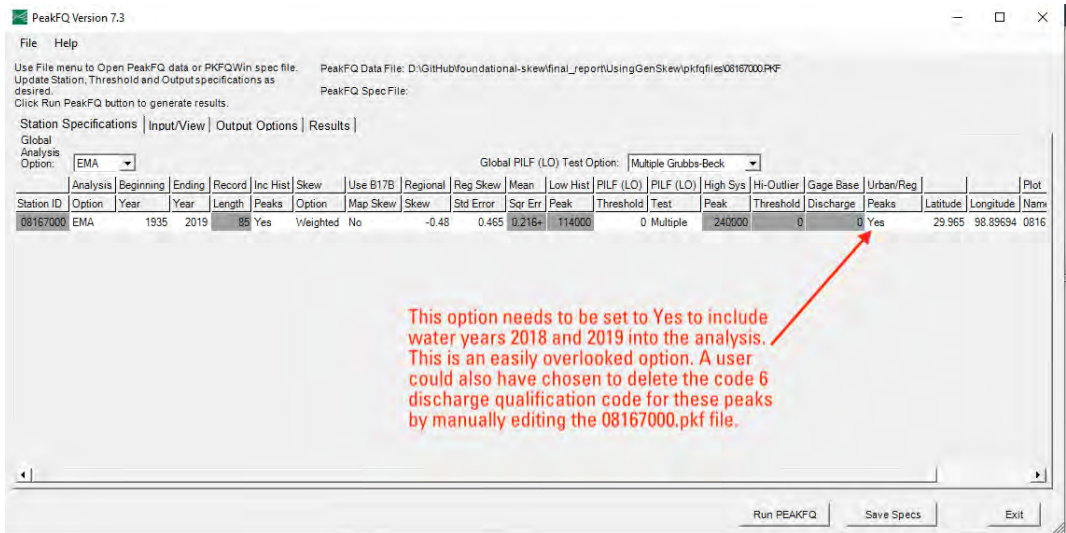 PeakFQ Version 7.3
File Help
Use File menu to Open PeakFQ data or PKFQWin spec file.
Update Station, Threshold and Output specifications as
desired.
Click Run PeakFQ button to generate results.
PeakFQ Data File: D:\GitHub\foundational-skew\final_report\UsingGenSkew\pkfqfiles\08167000.PKF
PeakFQ Spec File:
Station Specifications Input/View Output Options Results
Global
Analysis
Option: EMA
Global PILF (LO) Test Option: Multiple Grubbs-Beck
Analysis Beginning Ending Record Inc Hist Skew Use B17B Regional Reg Skew Mean Low Hist PILF (LO) PILF (LO) High Sys Hi-Outlier Gage Base Urban/Reg Plot
Station ID Option Year Year Length Peaks Option Map Skew Skew Std Error Sqr Err Peak Threshold Test Peak Threshold Discharge Peaks Latitude Longitude Nam
08167000 EMA 1935 2019 85 Yes Weighted No -0.48 0.465 0.216+ 114000 0 Multiple 240000 0 0 Yes 29.965 98.89694 0816
This option needs to be set to Yes to include
water years 2018 and 2019 into the analysis.
This is an easily overlooked option. A user
could also have chosen to delete the code 6
discharge qualification code for these peaks
by manually editing the 08167000.pkf file.
Run PEAKFQ Save Specs Exit